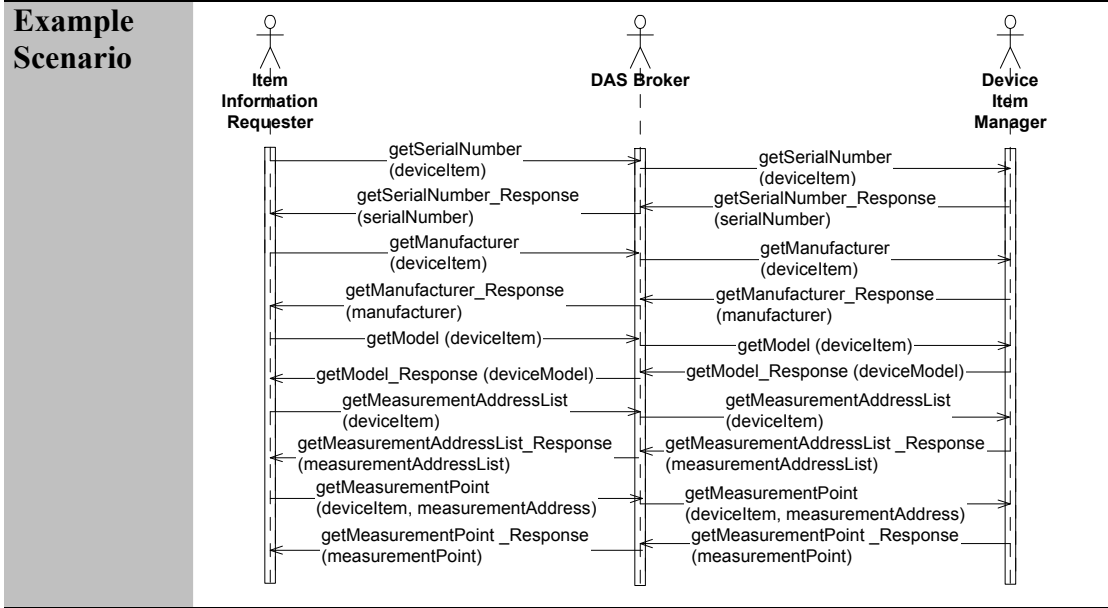 Example
Scenario
Item
Information
Requester
DAS Broker
Device
Item
Manager
getSerialNumber
(deviceItem)
getSerialNumber
(deviceItem)
getSerialNumber_Response
(serialNumber)
getSerialNumber_Response
(serialNumber)
getManufacturer
(deviceItem)
getManufacturer
(deviceItem)
getManufacturer_Response
(manufacturer)
getManufacturer_Response
(manufacturer)
getModel (deviceItem)
getModel (deviceItem)
getModel_Response (deviceModel)
getModel_Response (deviceModel)
getMeasurementAddressList
(deviceItem)
getMeasurementAddressList
(deviceItem)
getMeasurementAddressList_Response
(measurementAddressList)
getMeasurementAddressList _Response
(measurementAddressList)
getMeasurementPoint
(deviceItem, measurementAddress)
getMeasurementPoint
(deviceItem, measurementAddress)
getMeasurementPoint _Response
(measurementPoint)
getMeasurementPoint _Response
(measurementPoint)